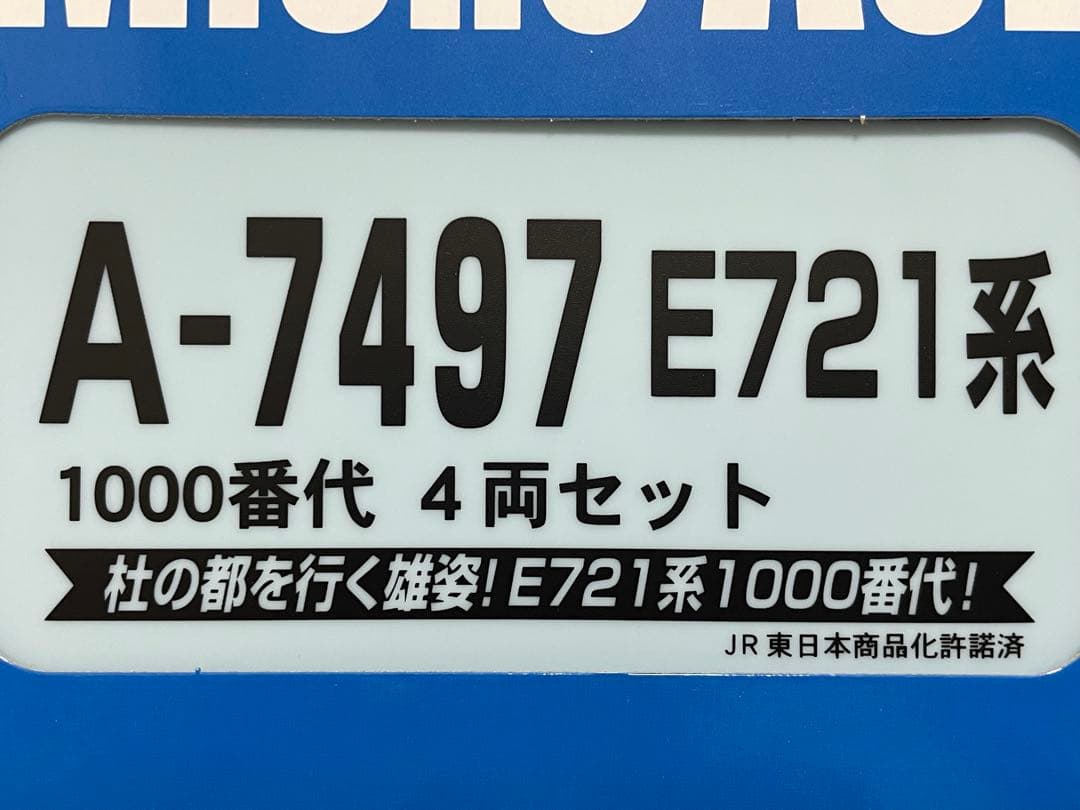 MICRO ACE
A-7497 E721系
1000番代 4両セット
杜の都を行く雄姿!E721系1000番代!
JR東日本商品化許諾済